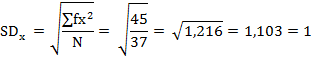 SDₓ = √(∑fx²/N) = √(45/37) = √1,216 = 1,103 = 1